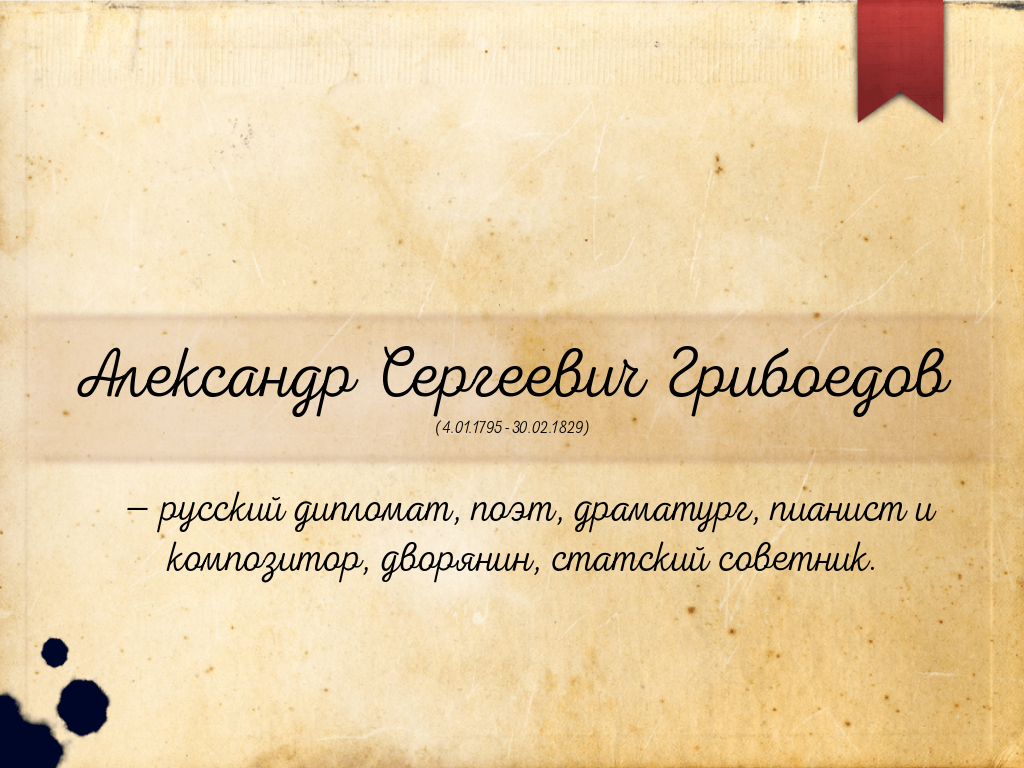 Александр Сергеевич Грибоедов
(4.01.1795 - 30.02.1829)
– русский дипломат, поэт, драматург, пианист и
композитор, дворянин, статский советник.